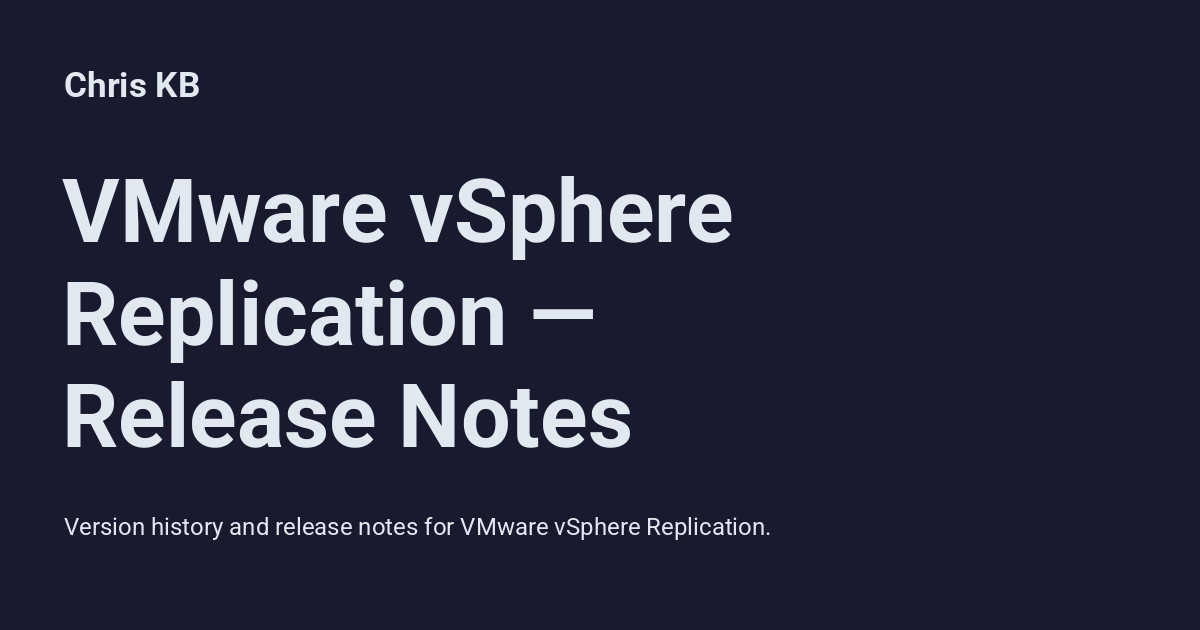 Chris KB
VMware vSphere
Replication —
Release Notes
Version history and release notes for VMware vSphere Replication.